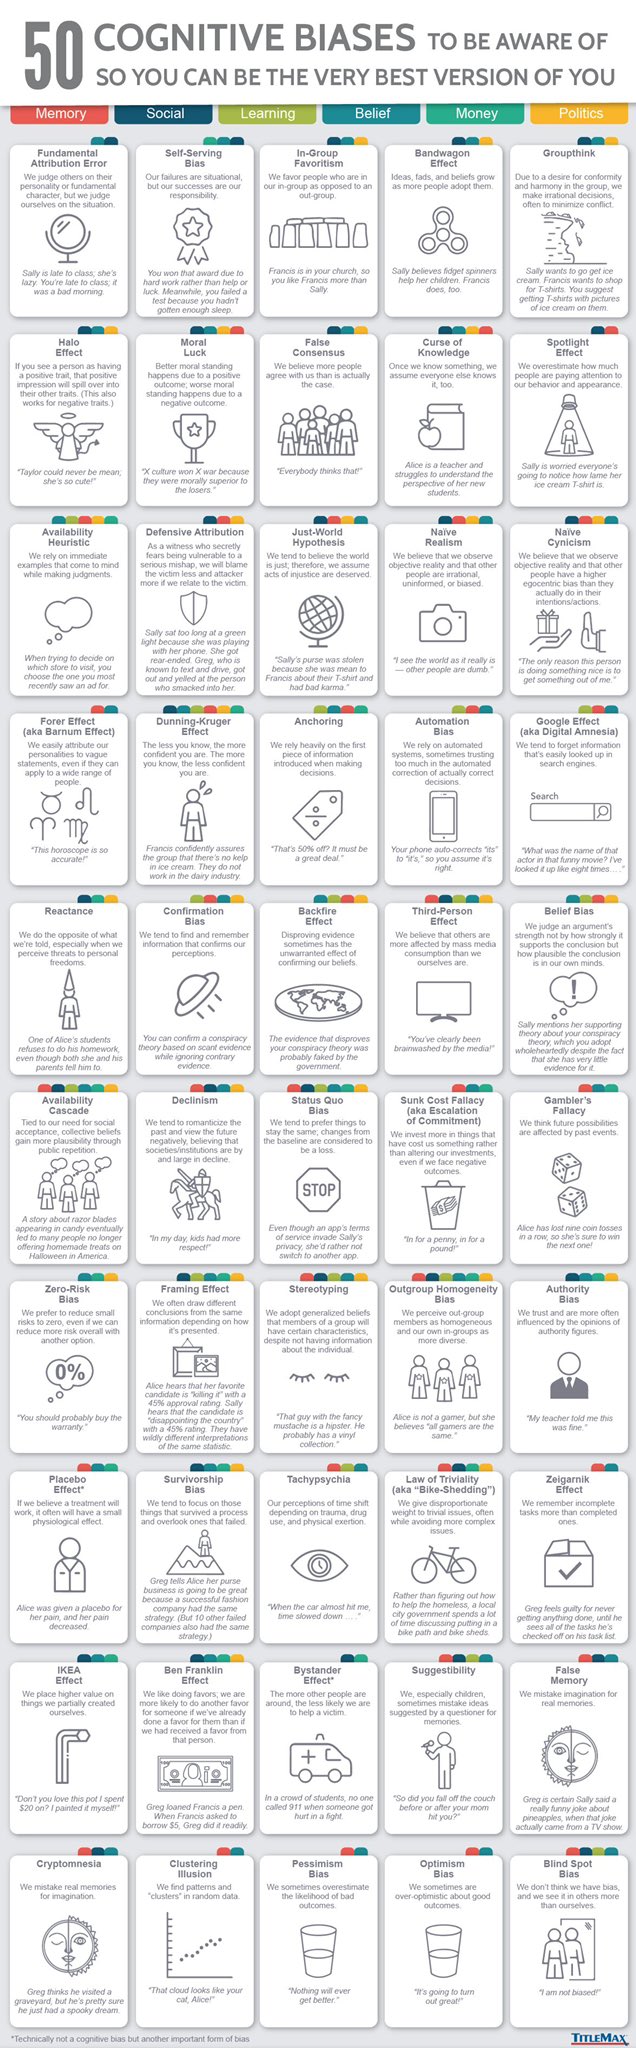 50 COGNITIVE BIASES TO BE AWARE OF
SO YOU CAN BE THE VERY BEST VERSION OF YOU
Memory
Social
Learning
Belief
Money
Politics
Fundamental
Attribution Error
We judge others on their
personality or fundamental
character, but we judge
ourselves on the situation.
Sally is late to class; she's
lazy. You're late to class; it
was a bad morning.
Self-Serving
Bias
Our failures are situational,
but our successes are our
responsibility.
You won that award due to
hard work rather than help or
luck. Meanwhile, you failed a
test because you hadn't
gotten enough sleep.
In-Group
Favoritism
We favor people who are in
our in-group as opposed to an
out-group.
Francis is in your church, so
you like Francis more than
Sally.
Bandwagon
Effect
Ideas, fads, and beliefs
grow as more people adopt them.
Sally believes fidget spinners
help her children. Francis
does, too.
Groupthink
Due to a desire for conformity
and harmony in the group, we
make irrational decisions,
often to minimize conflict.
Sally wants to go get ice
cream. Francis wants to shop
for T-shirts. You suggest
getting T-shirts with pictures
of ice cream on them.
Halo
Effect
If you see a person as having
a positive trait, that positive
impression will spill over into
their other traits. (This also
works for negative traits.)
"Taylor could never be mean;
she's so cute!"
Moral
Luck
Better moral standing
happens due to a positive
outcome; worse moral
standing happens due to a
negative outcome.
"X culture won X war because
they were morally superior to
the losers."
False
Consensus
We believe more people
agree with us than is actually
the case.
"Everybody thinks that!"
Curse of
Knowledge
Once we know something, we
assume everyone else knows it,
too.
Alice is a teacher and
struggles to understand the
perspective of her new
students.
Spotlight
Effect
We overestimate how much
people are paying attention to
our behavior and appearance.
Sally is worried everyone's
going to notice how lame her
ice cream T-shirt is.
Availability
Heuristic
We rely on immediate
examples that come to mind
while making judgments.
When trying to decide on
which store to visit, you
choose the one you most
recently saw an ad for.
Defensive Attribution
As a witness who secretly
fears being vulnerable to a
serious mishap, we will blame
the victim less and attacker
more if we relate to the victim.
Sally sat too long at a green
light because she was playing
with her phone. She got
rear-ended. Greg, who is
known to text and drive, got
out and yelled at the person
who smacked into her.
Just-World
Hypothesis
We tend to believe the world
is just; therefore, we assume
acts of injustice are deserved.
"Sally's purse was stolen
because she was mean to
Francis about their T-shirt and
had bad karma."
Naïve
Realism
We believe that we observe
objective reality and that other
people are irrational,
uninformed, or biased.
"I see the world as it really is
— other people are dumb."
Naïve
Cynicism
We believe that we observe
objective reality and that other
people have a higher
egocentric bias than they
actually do in their
intentions/actions.
"The only reason this person
is doing something nice is to
get something out of me."
Forer Effect
(aka Barnum Effect)
We easily attribute our
personalities to vague
statements, even if they can
apply to a wide range of
people.
"This horoscope is so
accurate!"
Dunning-Kruger
Effect
The less you know, the more
confident you are. The more
you know, the less confident
you are.
Francis confidently assures
the group that there's no kelp
in ice cream. They do not
work in the dairy industry.
Anchoring
We rely heavily on the first
piece of information
introduced when making
decisions.
"That's 50% off? It must be
a great deal."
Automation
Bias
We rely on automated
systems, sometimes trusting
too much in the automated
correction of actually correct
decisions.
Your phone auto-corrects "its"
to "it's," so you assume it's
right.
Google Effect
(aka Digital Amnesia)
We tend to forget information
that's easily looked up in
search engines.
Search
"What was the name of that
actor in that funny movie? I've
looked it up like eight times . . . ."
Reactance
We do the opposite of what
we're told, especially when we
perceive threats to personal
freedoms.
One of Alice's students
refuses to do his homework,
even though both she and his
parents tell him to.
Confirmation
Bias
We tend to find and remember
information that confirms our
perceptions.
You can confirm a conspiracy
theory based on scant evidence
while ignoring contrary
evidence.
Backfire
Effect
Disproving evidence
sometimes has the
unwarranted effect of
confirming our beliefs.
The evidence that disproves
your conspiracy theory was
probably faked by the
government.
Third-Person
Effect
We believe that others are
more affected by mass media
consumption than we
ourselves are.
"You've clearly been
brainwashed by the media!"
Belief Bias
We judge an argument's
strength not by how strongly it
supports the conclusion but
how plausible the conclusion is
in our own minds.
!
Sally mentions her supporting
theory about your conspiracy
theory, which you adopt
wholeheartedly despite the fact
that she has very little
evidence for it.
Availability
Cascade
Tied to our need for social
acceptance, collective beliefs
gain more plausibility through
public repetition.
A story about razor blades
appearing in candy eventually
led to many people no longer
offering homemade treats on
Halloween in America.
Declinism
We tend to romanticize the
past and view the future
negatively, believing that
societies/institutions are by
and large in decline.
"In my day, kids had more
respect!"
Status Quo
Bias
We tend to prefer things to
stay the same; changes from
the baseline are considered to
be a loss.
STOP
Even though an app's terms
of service invade Sally's
privacy, she'd rather not
switch to another app.
Sunk Cost Fallacy
(aka Escalation
of Commitment)
We invest more in things that
have cost us something rather
than altering our investments,
even if we face negative
outcomes.
"In for a penny, in for a
pound!"
Gambler's
Fallacy
We think future possibilities
are affected by past events.
Alice has lost nine coin tosses
in a row, so she's sure to win
the next one!
Zero-Risk
Bias
We prefer to reduce small
risks to zero, even if we can
reduce more risk overall with
another option.
0%
"You should probably buy the
warranty."
Framing Effect
We often draw different
conclusions from the same
information depending on how
it's presented.
Alice hears that her favorite
candidate is "killing it" with a
45% approval rating. Sally
hears that the candidate is
"disappointing the country"
with a 45% rating. They have
wildly different interpretations
of the same statistic.
Stereotyping
We adopt generalized beliefs
that members of a group will
have certain characteristics,
despite not having information
about the individual.
"That guy with the fancy
mustache is a hipster. He
probably has a vinyl
collection."
Outgroup Homogeneity
Bias
We perceive out-group
members as homogeneous
and our own in-groups as
more diverse.
Alice is not a gamer, but she
believes "all gamers are
the same."
Authority
Bias
We trust and are more often
influenced by the opinions of
authority figures.
"My teacher told me this
was fine."
Placebo
Effect*
If we believe a treatment will
work, it often will have a small
physiological effect.
Alice was given a placebo for
her pain, and her pain
decreased.
Survivorship
Bias
We tend to focus on those
things that survived a process
and overlook ones that failed.
Greg tells Alice her purse
business is going to be great
because a successful fashion
company had the same
strategy. (But 10 other failed
companies also had the same
strategy.)
Tachypsychia
Our perceptions of time shift
depending on trauma, drug
use, and physical exertion.
"When the car almost hit me,
time slowed down . . ."
Law of Triviality
(aka "Bike-Shedding")
We give disproportionate
weight to trivial issues, often
while avoiding more complex
issues.
Rather than figuring out how
to help the homeless, a local
city government spends a lot
of time discussing putting in a
bike path and bike sheds.
Zeigarnik
Effect
We remember incomplete
tasks more than completed
ones.
Greg feels guilty for never
getting anything done, until he
sees all of the tasks he's
checked off on his task list.
IKEA
Effect
We place higher value on
things we partially created
ourselves.
"Don't you love this pot I spent
$20 on? I painted it myself!"
Ben Franklin
Effect
We like doing favors; we are
more likely to do another favor
for someone if we've already
done a favor for them than if
we had received a favor from
that person.
Greg loaned Francis a pen.
When Francis asked to
borrow $5, Greg did it readily.
Bystander
Effect*
The more other people are
around, the less likely we are
to help a victim.
In a crowd of students, no one
called 911 when someone got
hurt in a fight.
Suggestibility
We, especially children,
sometimes mistake ideas
suggested by a questioner for
memories.
"So did you fall off the couch
before or after your mom
hit you?"
False
Memory
We mistake imagination for
real memories.
Greg is certain Sally said a
really funny joke about
pineapples, when that joke
actually came from a TV show.
Cryptomnesia
We mistake real memories
for imagination.
Greg thinks he visited a
graveyard, but he's pretty sure
he just had a spooky dream.
Clustering
Illusion
We find patterns and
"clusters" in random data.
"That cloud looks like your
cat, Alice!"
Pessimism
Bias
We sometimes overestimate
the likelihood of bad
outcomes.
"Nothing will ever
get better."
Optimism
Bias
We sometimes are
over-optimistic about good
outcomes.
"It's going to turn
out great!"
Blind Spot
Bias
We don't think we have bias,
and we see it in others more
than ourselves.
"I am not biased!"
*Technically not a cognitive bias but another important form of bias
TITLEMAX